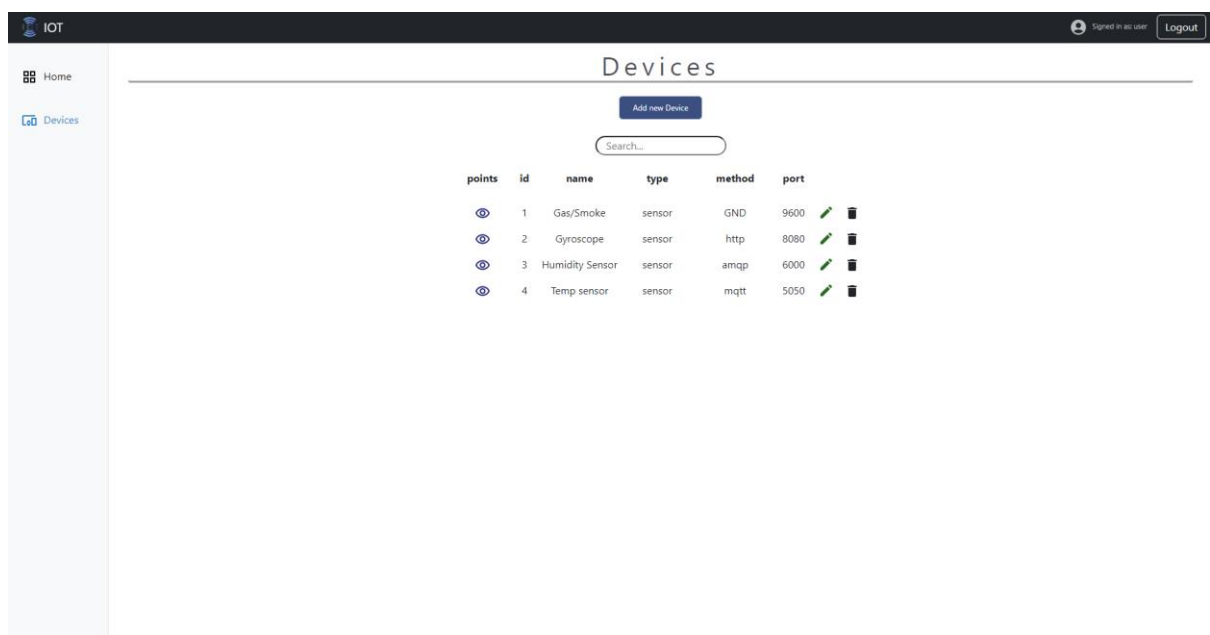 IOT
Signed in as: user
Logout
Home
Devices
Devices
Add new Device
Search...
points id name type method port
1 Gas/Smoke sensor GND 9600
2 Gyroscope sensor http 8080
3 Humidity Sensor sensor amqp 6000
4 Temp sensor sensor mqtt 5050